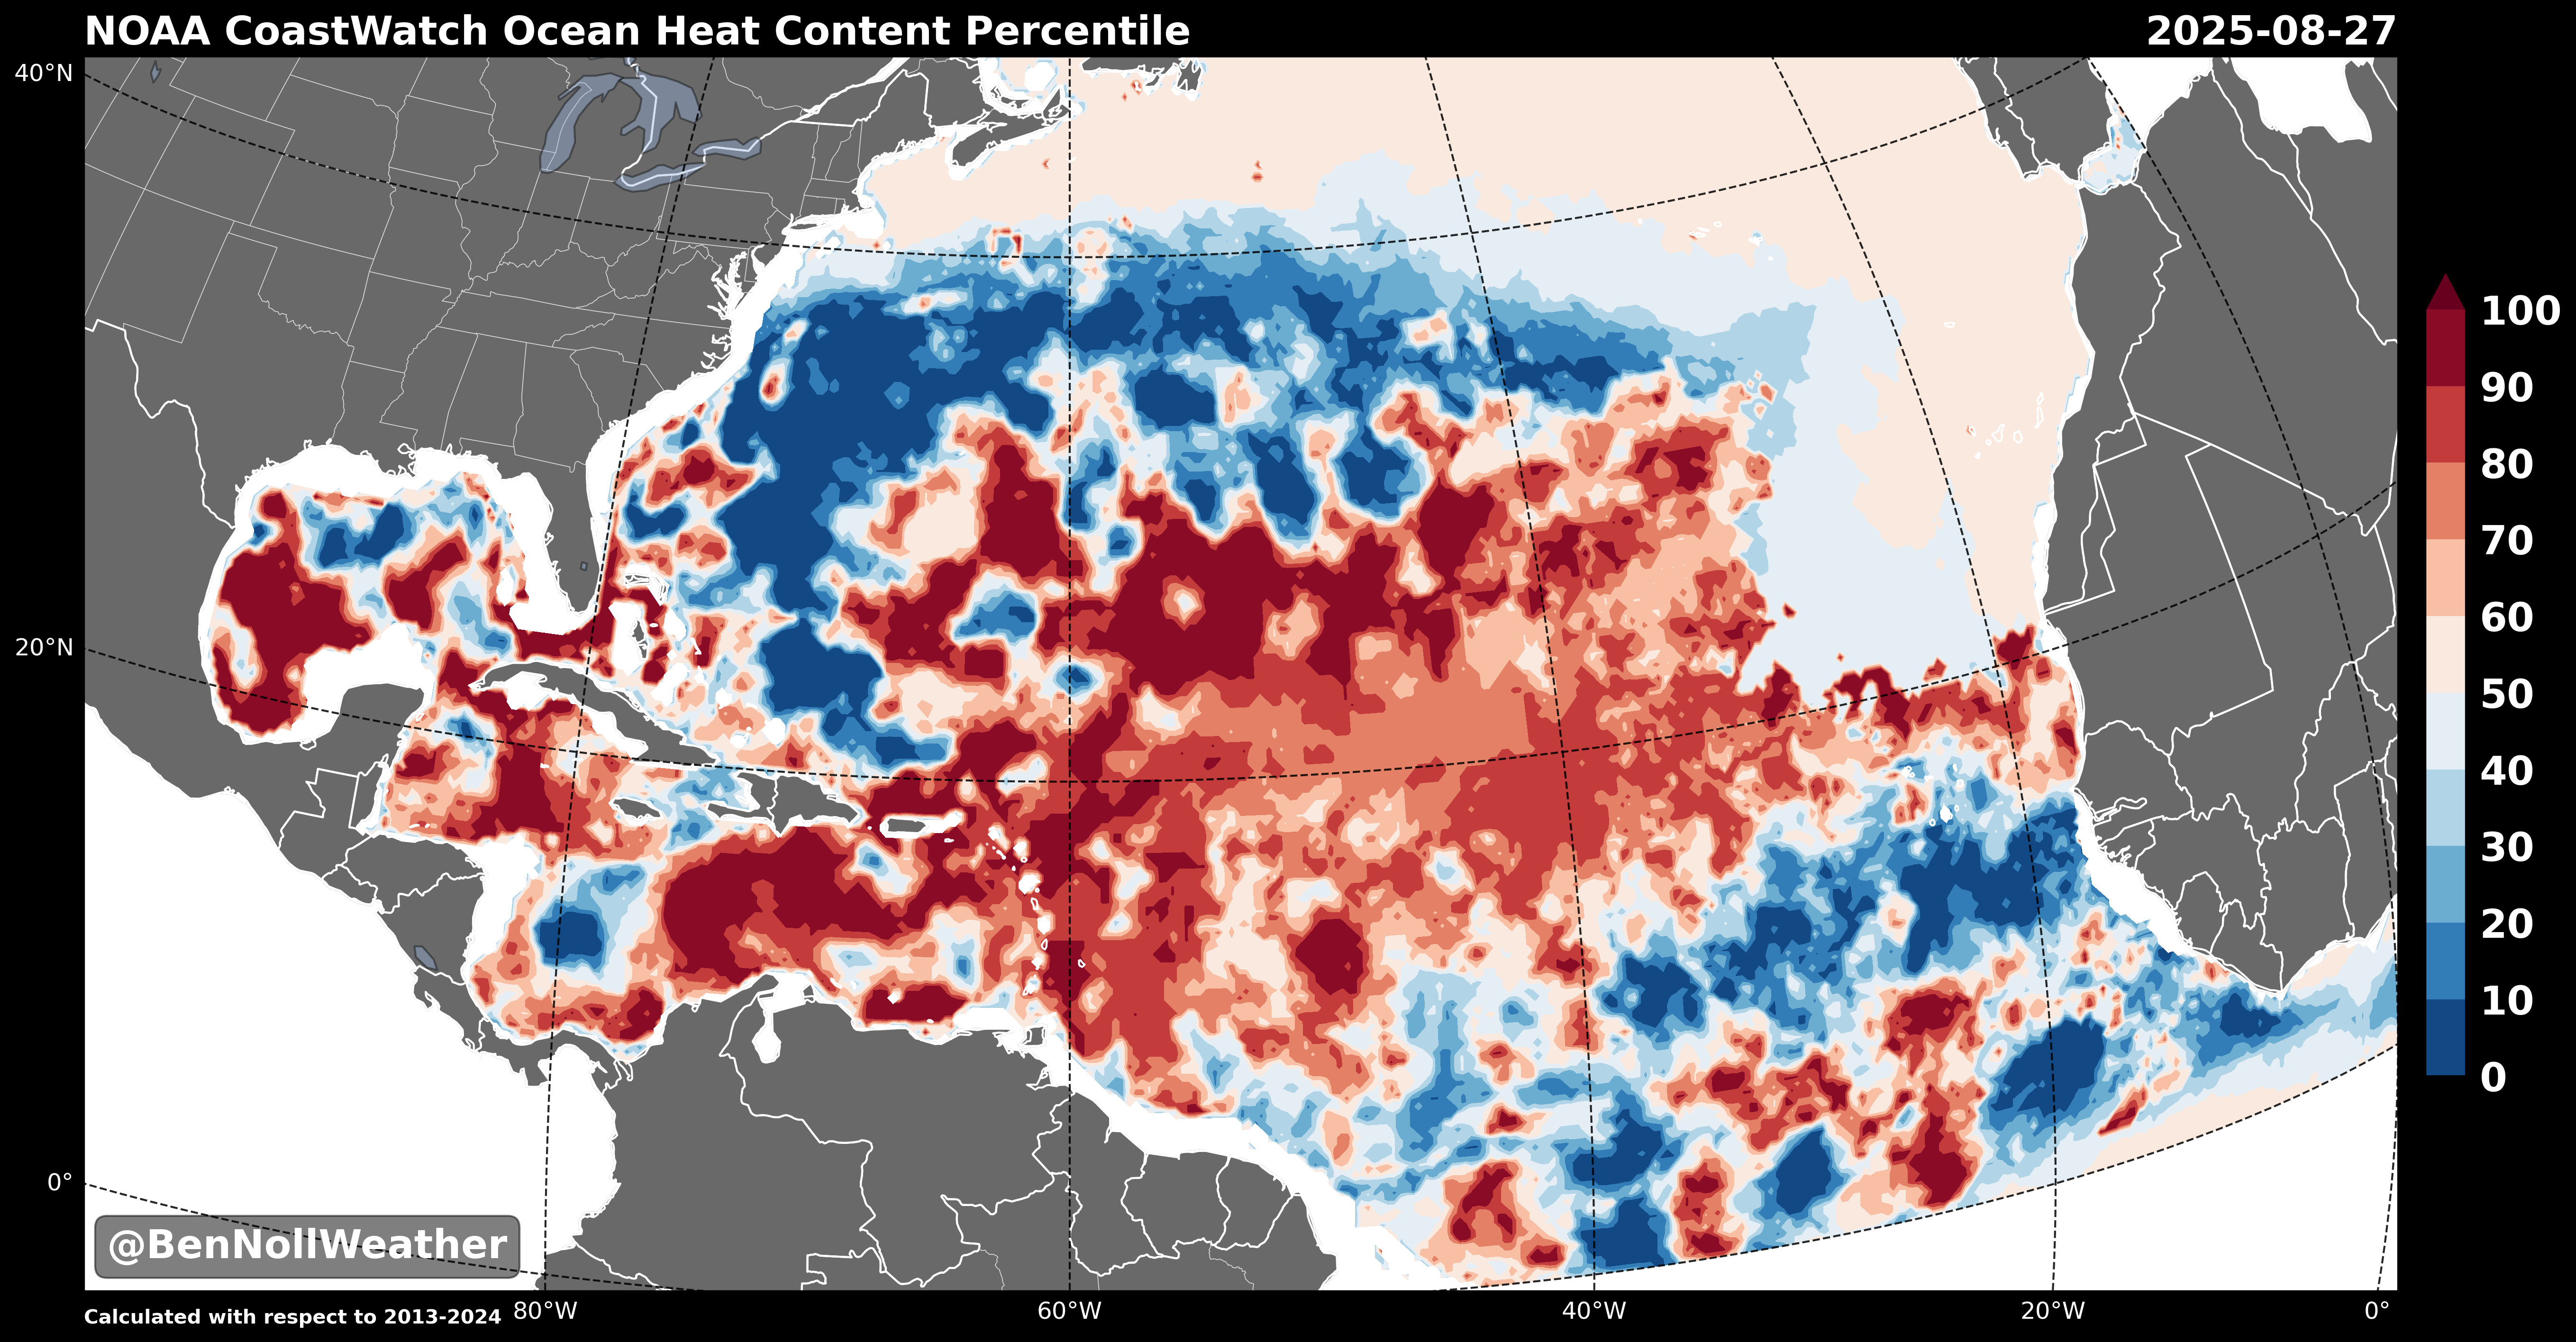 NOAA CoastWatch Ocean Heat Content Percentile
2025-08-27
40°N
20°N
0°
100
90
80
70
60
50
40
30
20
10
0
@BenNollWeather
Calculated with respect to 2013-2024
80°W
60°W
40°W
20°W
0°